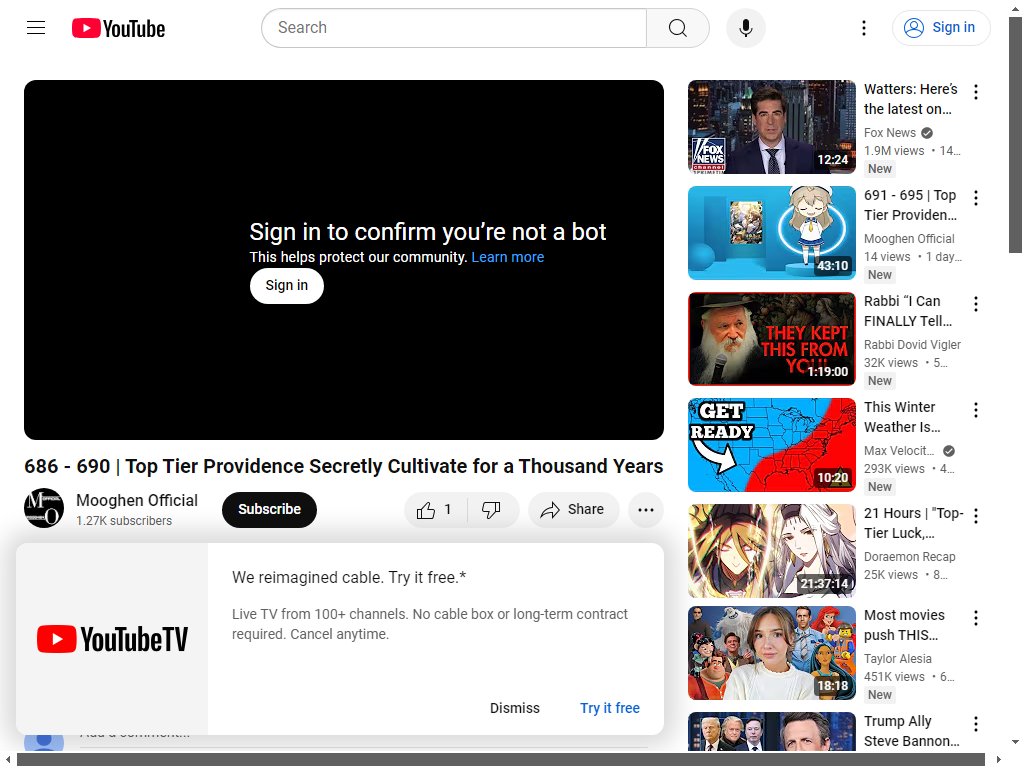 YouTube
Search
Sign in
Sign in to confirm you're not a bot
This helps protect our community. Learn more
Sign in
686 - 690 | Top Tier Providence Secretly Cultivate for a Thousand Years
Mooghen Official
1.27K subscribers
Subscribe
1
Share
YouTubeTV
We reimagined cable. Try it free.*
Live TV from 100+ channels. No cable box or long-term contract
required. Cancel anytime.
Dismiss
Try it free
Add a comment...
FOX
NEWS
channel
12:24
Watters: Here's
the latest on...
Fox News
1.9M views • 14...
New
43:10
691 - 695 | Top
Tier Providen...
Mooghen Official
14 views • 1 day...
New
THEY KEPT
THIS FROM
YOU!
1:19:00
Rabbi “I Can
FINALLY Tell...
Rabbi Dovid Vigler
32K views • 5...
New
GET
READY
10:20
This Winter
Weather Is...
Max Velocit...
293K views • 4...
New
21:37:14
21 Hours | "Top-
Tier Luck,...
Doraemon Recap
25K views • 8...
18:18
Most movies
push THIS...
Taylor Alesia
451K views • 6...
New
Trump Ally
Steve Bannon...